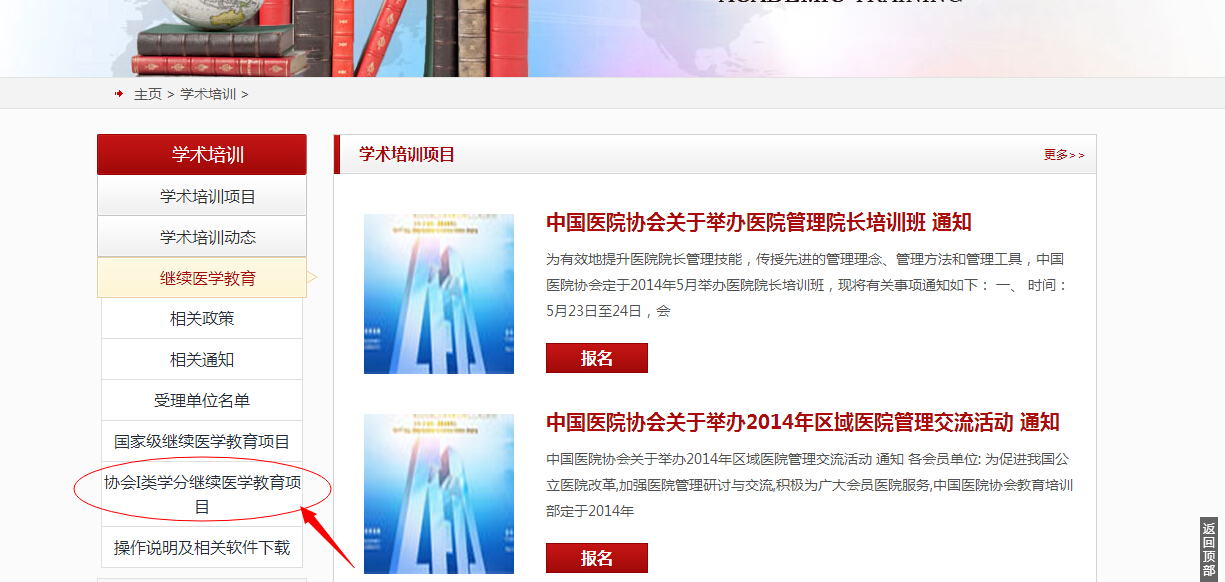 ACADEMIC TRAINING
主页 > 学术培训 >
学术培训
学术培训项目
学术培训动态
继续医学教育
相关政策
相关通知
受理单位名单
国家级继续医学教育项目
协会I类学分继续医学教育项
目
操作说明及相关软件下载
学术培训项目
更多>>
中国医院协会关于举办医院管理院长培训班 通知
为有效地提升医院院长管理技能，传授先进的管理理念、管理方法和管理工具，中国
医院协会定于2014年5月举办医院院长培训班，现将有关事项通知如下： 一、 时间：
5月23日至24日，会
报名
中国医院协会关于举办2014年区域医院管理交流活动 通知
中国医院协会关于举办2014年区域医院管理交流活动 通知 各会员单位: 为促进我国公
立医院改革,加强医院管理研讨与交流,积极为广大会员医院服务,中国医院协会教育培训
部定于2014年
报名
返回顶部